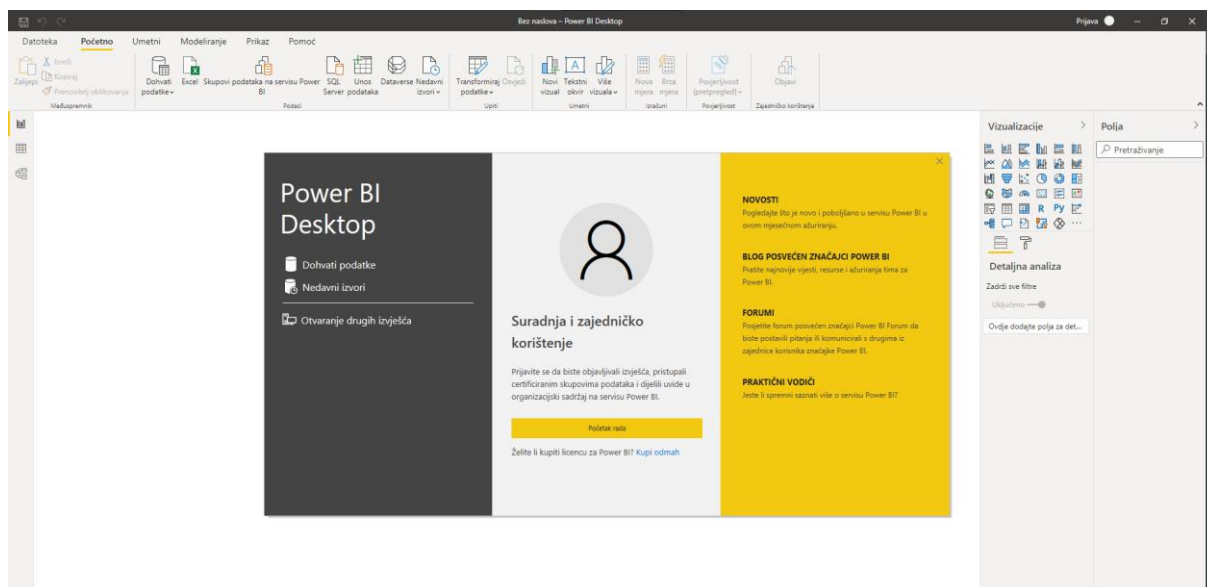 Bez naslova – Power BI Desktop
Prijava
Datoteka Početno Umetni Modeliranje Prikaz Pomoć
Zalijepi
Izreži
Kopiraj
Prenositelj oblikovanja
Međuspremnik
Dohvati podatke
Excel
Skupovi podataka na servisu Power BI
SQL Server
Unos podataka
Dataverse
Nedavni izvori
Podaci
Transformiraj podatke
Osvježi
Upiti
Novi vizual
Tekstni okvir
Više vizuala
Umetni
Nova mjera
Brza mjera
Izračuni
Povjerljivost (pretpregled)
Povjerljivost
Objavi
Zajedničko korištenje
Power BI
Desktop
Dohvati podatke
Nedavni izvori
Otvaranje drugih izvješća
Suradnja i zajedničko
korištenje
Prijavite se da biste objavljivali izvješća, pristupali
certificiranim skupovima podataka i dijelili uvide u
organizacijski sadržaj na servisu Power BI.
Početak rada
Želite li kupiti licencu za Power BI? Kupi odmah
NOVOSTI
Pogledajte što je novo i poboljšano u servisu Power BI u
ovom mjesečnom ažuriranju.
BLOG POSVEĆEN ZNAČAJCI POWER BI
Pratite najnovije vijesti, resurse i ažuriranja tima za
Power BI.
FORUMI
Posjetite forum posvećen značajci Power BI Forum da
biste postavili pitanja ili komunicirali s drugima iz
zajednice korisnika značajke Power BI.
PRAKTIČNI VODIČI
Jeste li spremni saznati više o servisu Power BI?
Vizualizacije
R Py
Detaljna analiza
Zadrži sve filtre
Uključeno
Ovdje dodajte polja za det...
Polja
Pretraživanje